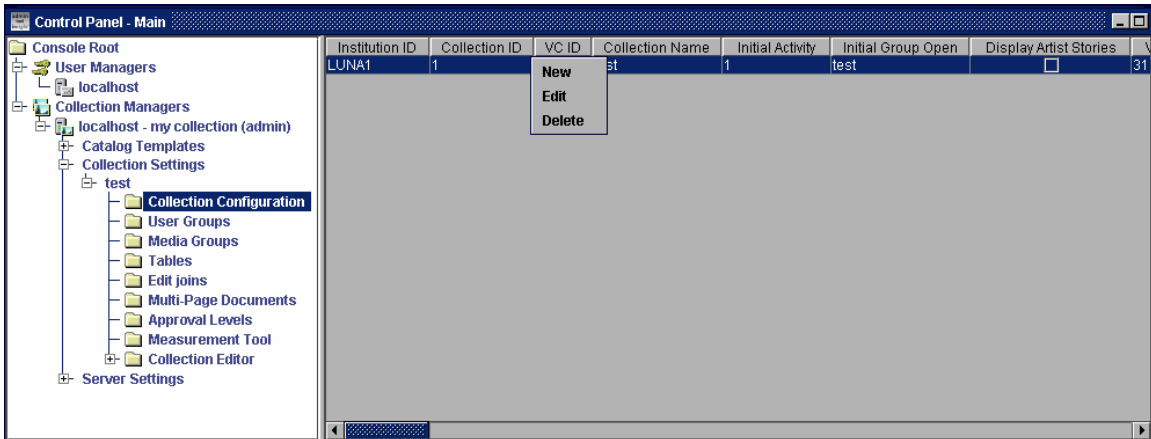 Control Panel - Main
Console Root
User Managers
localhost
Collection Managers
localhost - my collection (admin)
Catalog Templates
Collection Settings
test
Collection Configuration
User Groups
Media Groups
Tables
Edit joins
Multi-Page Documents
Approval Levels
Measurement Tool
Collection Editor
Server Settings
Institution ID Collection ID VC ID Collection Name Initial Activity Initial Group Open Display Artist Stories V
LUNA1 1 st 1 test 31
New
Edit
Delete